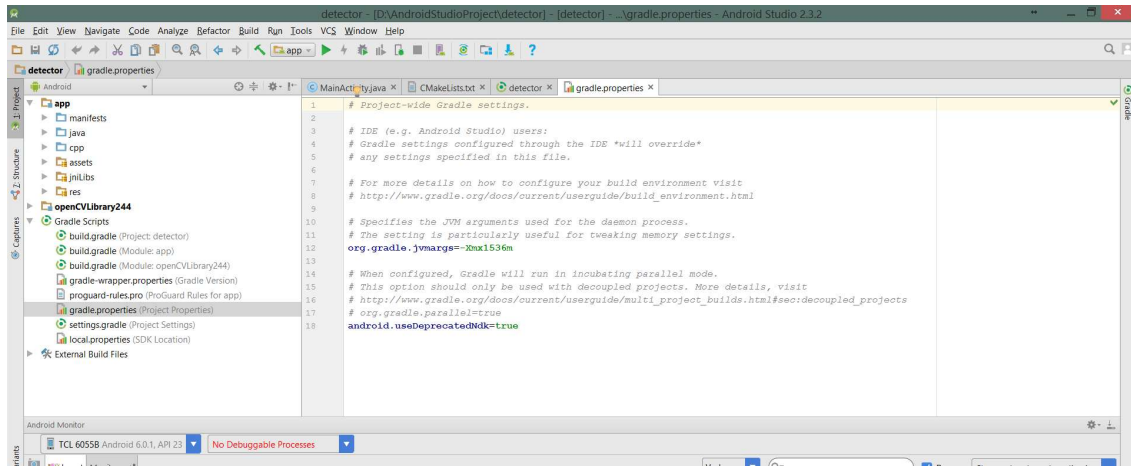 detector - [D:\AndroidStudioProject\detector] - [detector] - ...\gradle.properties - Android Studio 2.3.2
File Edit View Navigate Code Analyze Refactor Build Run Tools VCS Window Help
app
detector gradle.properties
Android
MainActivity.java CMakeLists.txt detector gradle.properties
1: Project
Z: Structure
Captures
Gradle
app
manifests
java
cpp
assets
jniLibs
res
openCVLibrary244
Gradle Scripts
build.gradle (Project: detector)
build.gradle (Module: app)
build.gradle (Module: openCVLibrary244)
gradle-wrapper.properties (Gradle Version)
proguard-rules.pro (ProGuard Rules for app)
gradle.properties (Project Properties)
settings.gradle (Project Settings)
local.properties (SDK Location)
External Build Files
1 # Project-wide Gradle settings.
2
3 # IDE (e.g. Android Studio) users:
4 # Gradle settings configured through the IDE *will override*
5 # any settings specified in this file.
6
7 # For more details on how to configure your build environment visit
8 # http://www.gradle.org/docs/current/userguide/build_environment.html
9
10 # Specifies the JVM arguments used for the daemon process.
11 # The setting is particularly useful for tweaking memory settings.
12 org.gradle.jvmargs=-Xmx1536m
13
14 # When configured, Gradle will run in incubating parallel mode.
15 # This option should only be used with decoupled projects. More details, visit
16 # http://www.gradle.org/docs/current/userguide/multi_project_builds.html#sec:decoupled_projects
17 # org.gradle.parallel=true
18 android.useDeprecatedNdk=true
Android Monitor
TCL 6055B Android 6.0.1, API 23 No Debuggable Processes